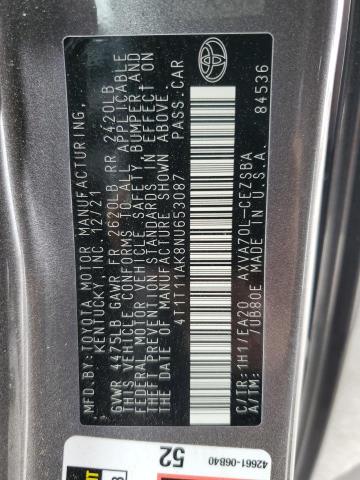 MFD.BY: TOYOTA MOTOR MANUFACTURING,
KENTUCKY, INC. 12/21
GVWR 4475LB GAWR FR 2620LB RR 2420LB
THIS VEHICLE CONFORMS TO ALL APPLICABLE
FEDERAL MOTOR VEHICLE SAFETY, BUMPER AND
THEFT PREVENTION STANDARDS IN EFFECT ON
THE DATE OF MANUFACTURE SHOWN ABOVE.
4T1T11AK8NU653087 PASS. CAR
C/TR:1H1/EA20 AXVA70L-CEZSBA
A/TM: /UB80E MADE IN U.S.A. 84536
52
42661-06B40